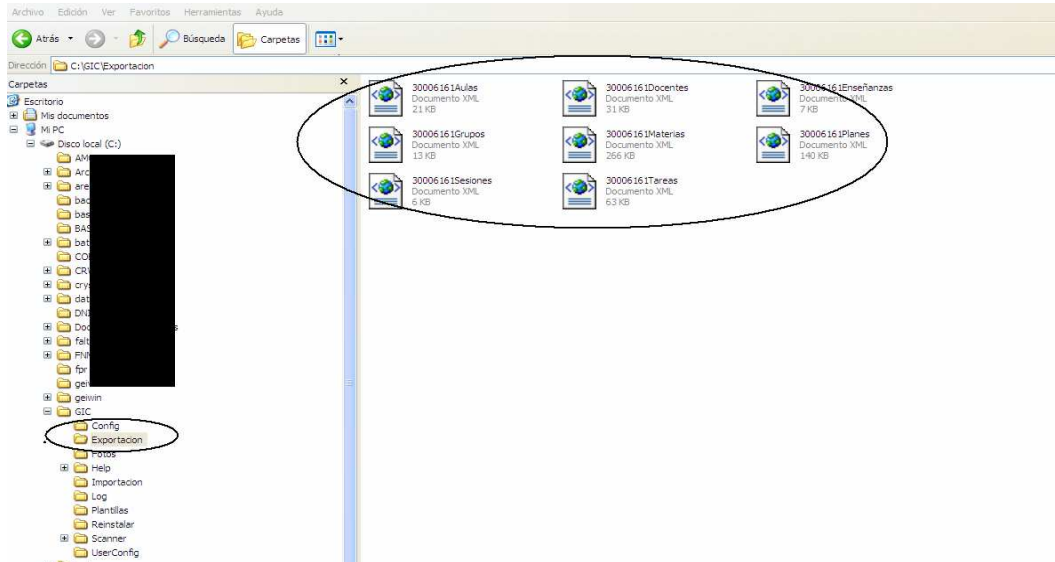 Archivo Edición Ver Favoritos Herramientas Ayuda
Atrás Búsqueda Carpetas
Dirección C:\GIC\Exportacion
Carpetas
Escritorio
Mis documentos
Mi PC
Disco local (C:)
geiwin
GIC
Config
Exportacion
Fotos
Help
Importacion
Log
Plantillas
Reinstalar
Scanner
UserConfig
30006161Aulas
Documento XML
21 KB
30006161Docentes
Documento XML
31 KB
30006161Enseñanzas
Documento XML
7 KB
30006161Grupos
Documento XML
13 KB
30006161Materias
Documento XML
266 KB
30006161Planes
Documento XML
140 KB
30006161Sesiones
Documento XML
6 KB
30006161Tareas
Documento XML
63 KB